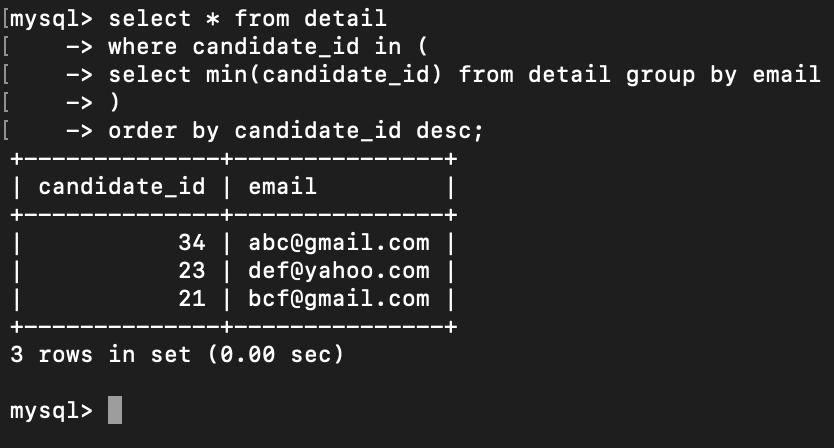 [mysql> select * from detail
[    -> where candidate_id in (
[    -> select min(candidate_id) from detail group by email
[    -> )
[    -> order by candidate_id desc;
+--------------+---------------+
| candidate_id | email         |
+--------------+---------------+
|           34 | abc@gmail.com |
|           23 | def@yahoo.com |
|           21 | bcf@gmail.com |
+--------------+---------------+
3 rows in set (0.00 sec)
mysql>